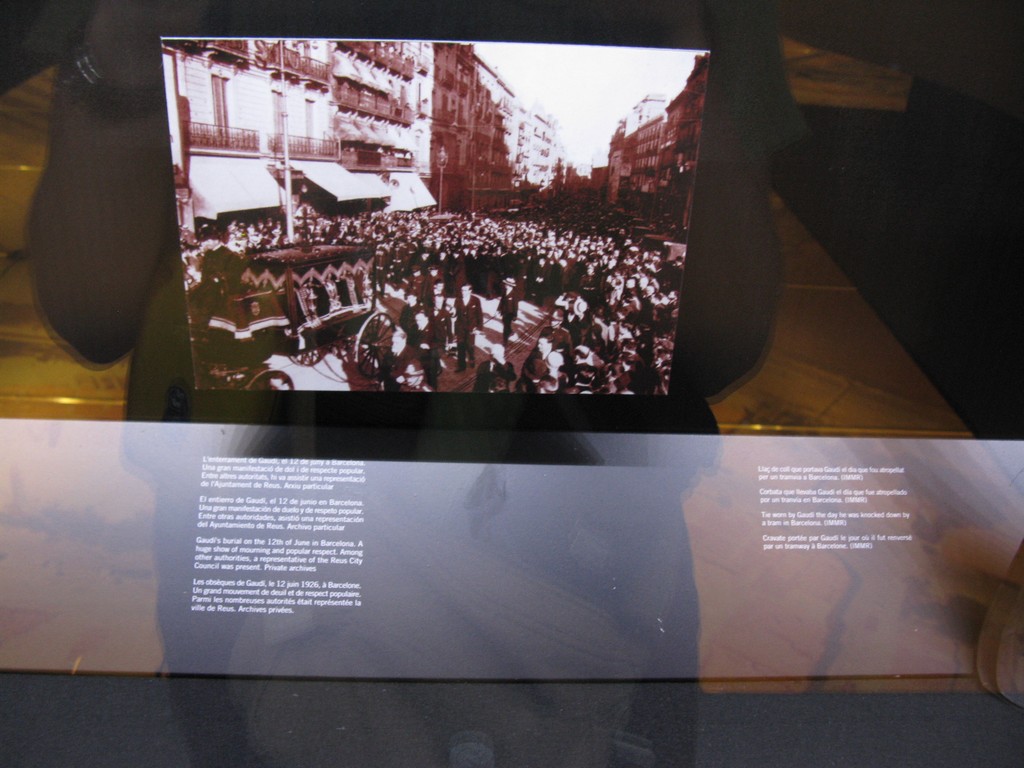 L'enterrament de Gaudí, el 12 de juny a Barcelona.
Una gran manifestació de dol i de respecte popular.
Entre altres autoritats, hi va assistir una representació
de l'Ajuntament de Reus. Arxiu particular
El entierro de Gaudí, el 12 de junio en Barcelona.
Una gran manifestación de duelo y de respeto popular.
Entre otras autoridades, asistió una representación
del Ayuntamiento de Reus. Archivo particular
Gaudí's burial on the 12th of June in Barcelona. A
huge show of mourning and popular respect. Among
other authorities, a representative of the Reus City
Council was present. Private archives
Les obsèques de Gaudí, le 12 juin 1926, à Barcelone.
Un grand mouvement de deuil et de respect populaire.
Parmi les nombreuses autorités était représentée la
ville de Reus. Archives privées.
Llaç de coll que portava Gaudí el dia que fou atropellat
per un tramvia a Barcelona. (IMMR)
Corbata que llevaba Gaudí el día que fue atropellado
por un tranvía en Barcelona. (IMMR)
Tie worn by Gaudí the day he was knocked down by
a tram in Barcelona. (IMMR)
Cravate portée par Gaudí le jour où il fut renversé
par un tramway à Barcelone. (IMMR)